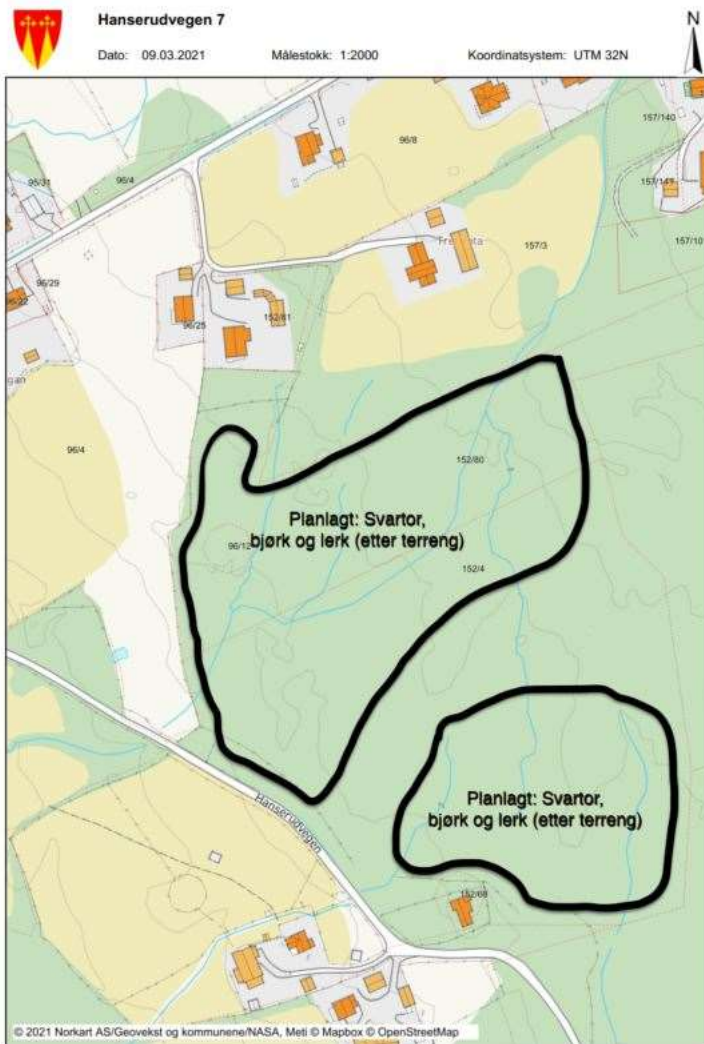 Hanserudvegen 7
N
Dato: 09.03.2021 Målestokk: 1:2000 Koordinatsystem: UTM 32N
157/140
96/8
157/141
95/31
96/4
157/3
157/10
96/29
96/22
152/81
96/25
gan
96/4
152/80
Planlagt: Svartor,
bjørk og lerk (etter terreng)
96/12
152/4
Planlagt: Svartor,
bjørk og lerk (etter terreng)
Hanserudvegen
152/68
© 2021 Norkart AS/Geovekst og kommunene/NASA, Meti © Mapbox © OpenStreetMap